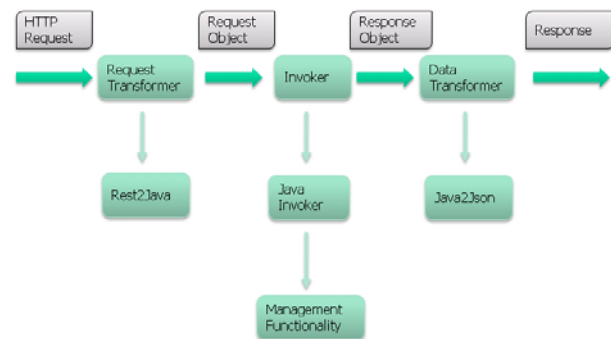 HTTP
Request
Request
Object
Response
Object
Response
Request
Transformer
Invoker
Data
Transformer
Rest2Java
Java
Invoker
Java2Json
Management
Functionality